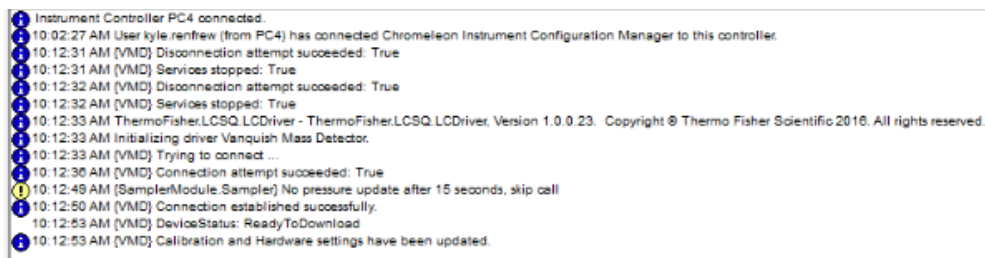 Instrument Controller PC4 connected.
10:02:27 AM User kyle.renfrew (from PC4) has connected Chromeleon Instrument Configuration Manager to this controller.
10:12:31 AM {VMD} Disconnection attempt succeeded: True
10:12:31 AM {VMD} Services stopped: True
10:12:32 AM {VMD} Disconnection attempt succeeded: True
10:12:32 AM {VMD} Services stopped: True
10:12:33 AM ThermoFisher.LCSQ.LCDriver - ThermoFisher.LCSQ.LCDriver, Version 1.0.0.23. Copyright © Thermo Fisher Scientific 2016. All rights reserved.
10:12:33 AM Initializing driver Vanquish Mass Detector.
10:12:33 AM {VMD} Trying to connect ...
10:12:36 AM {VMD} Connection attempt succeeded: True
10:12:49 AM {SamplerModule.Sampler} No pressure update after 15 seconds, skip call
10:12:50 AM {VMD} Connection established successfully.
10:12:53 AM {VMD} DeviceStatus: ReadyToDownload
10:12:53 AM {VMD} Calibration and Hardware settings have been updated.